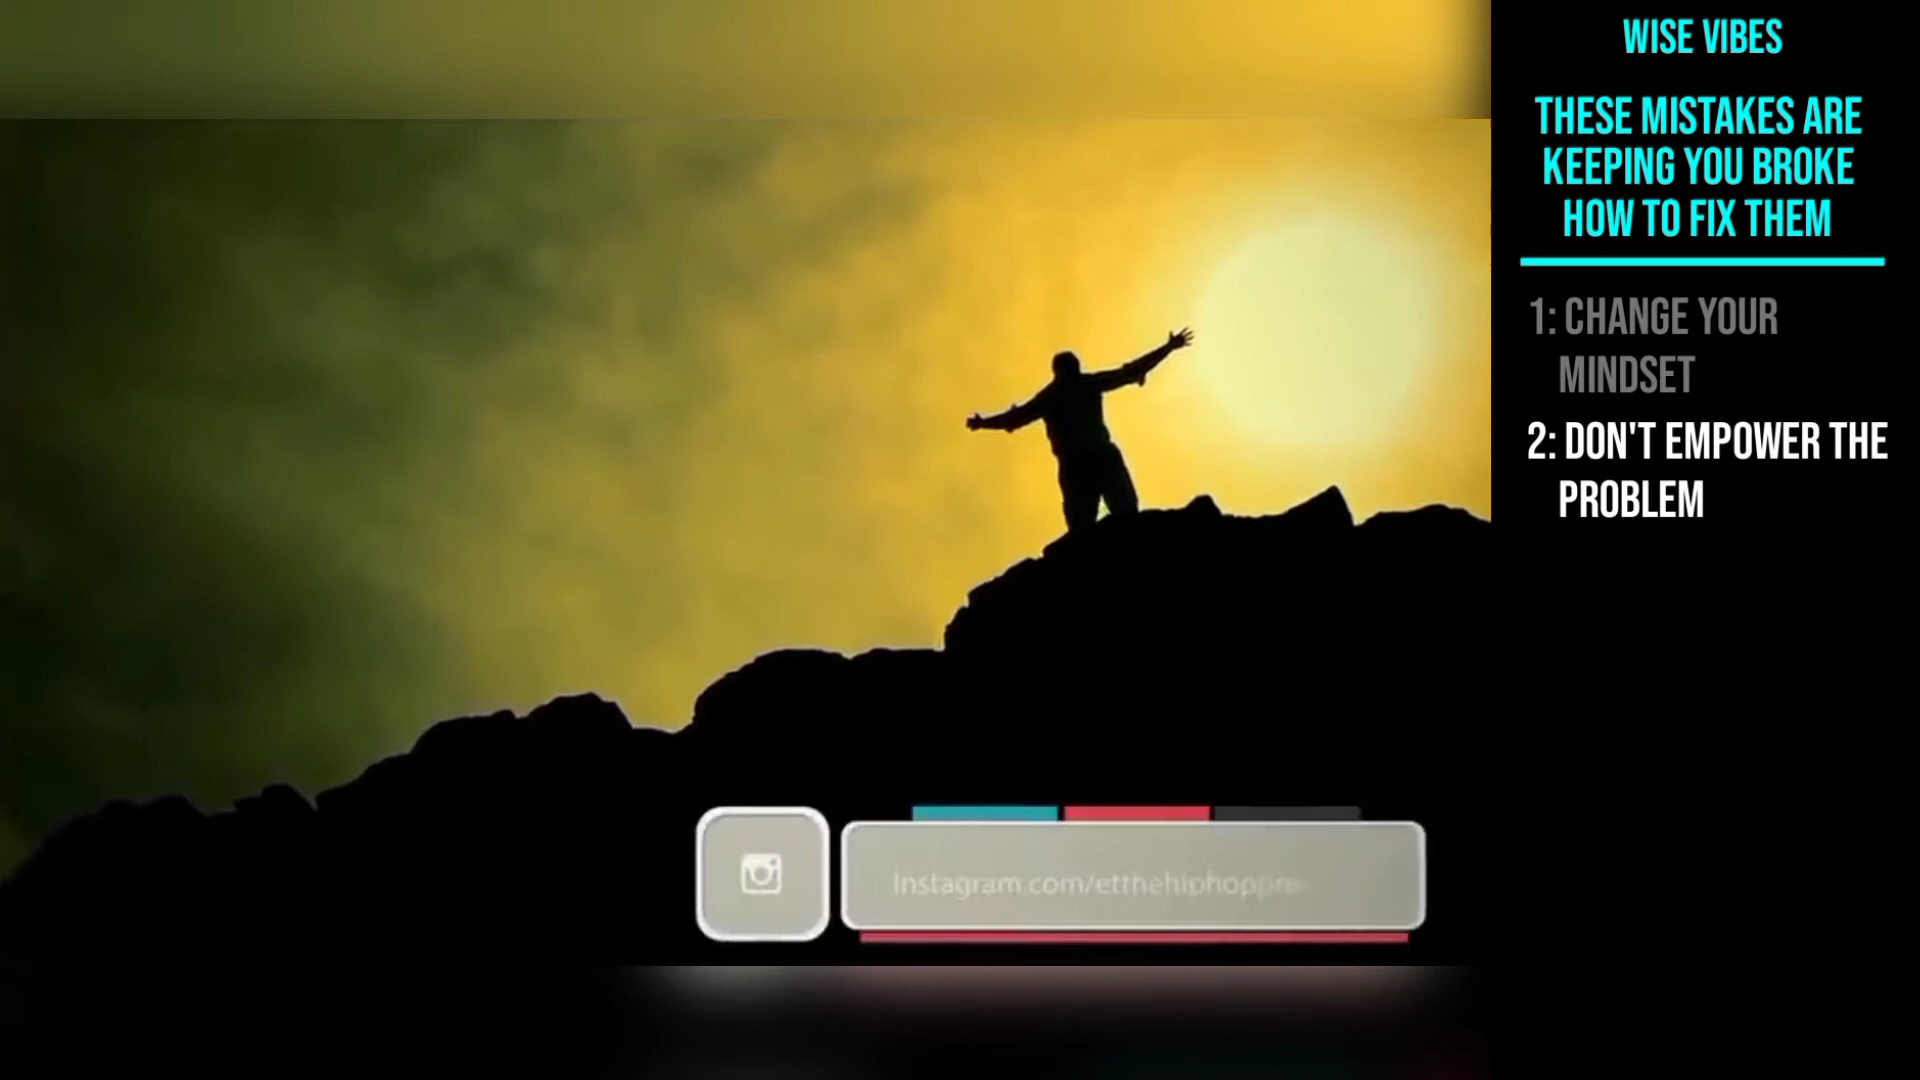 WISE VIBES
THESE MISTAKES ARE
KEEPING YOU BROKE
HOW TO FIX THEM
1: CHANGE YOUR
MINDSET
2: DON'T EMPOWER THE
PROBLEM